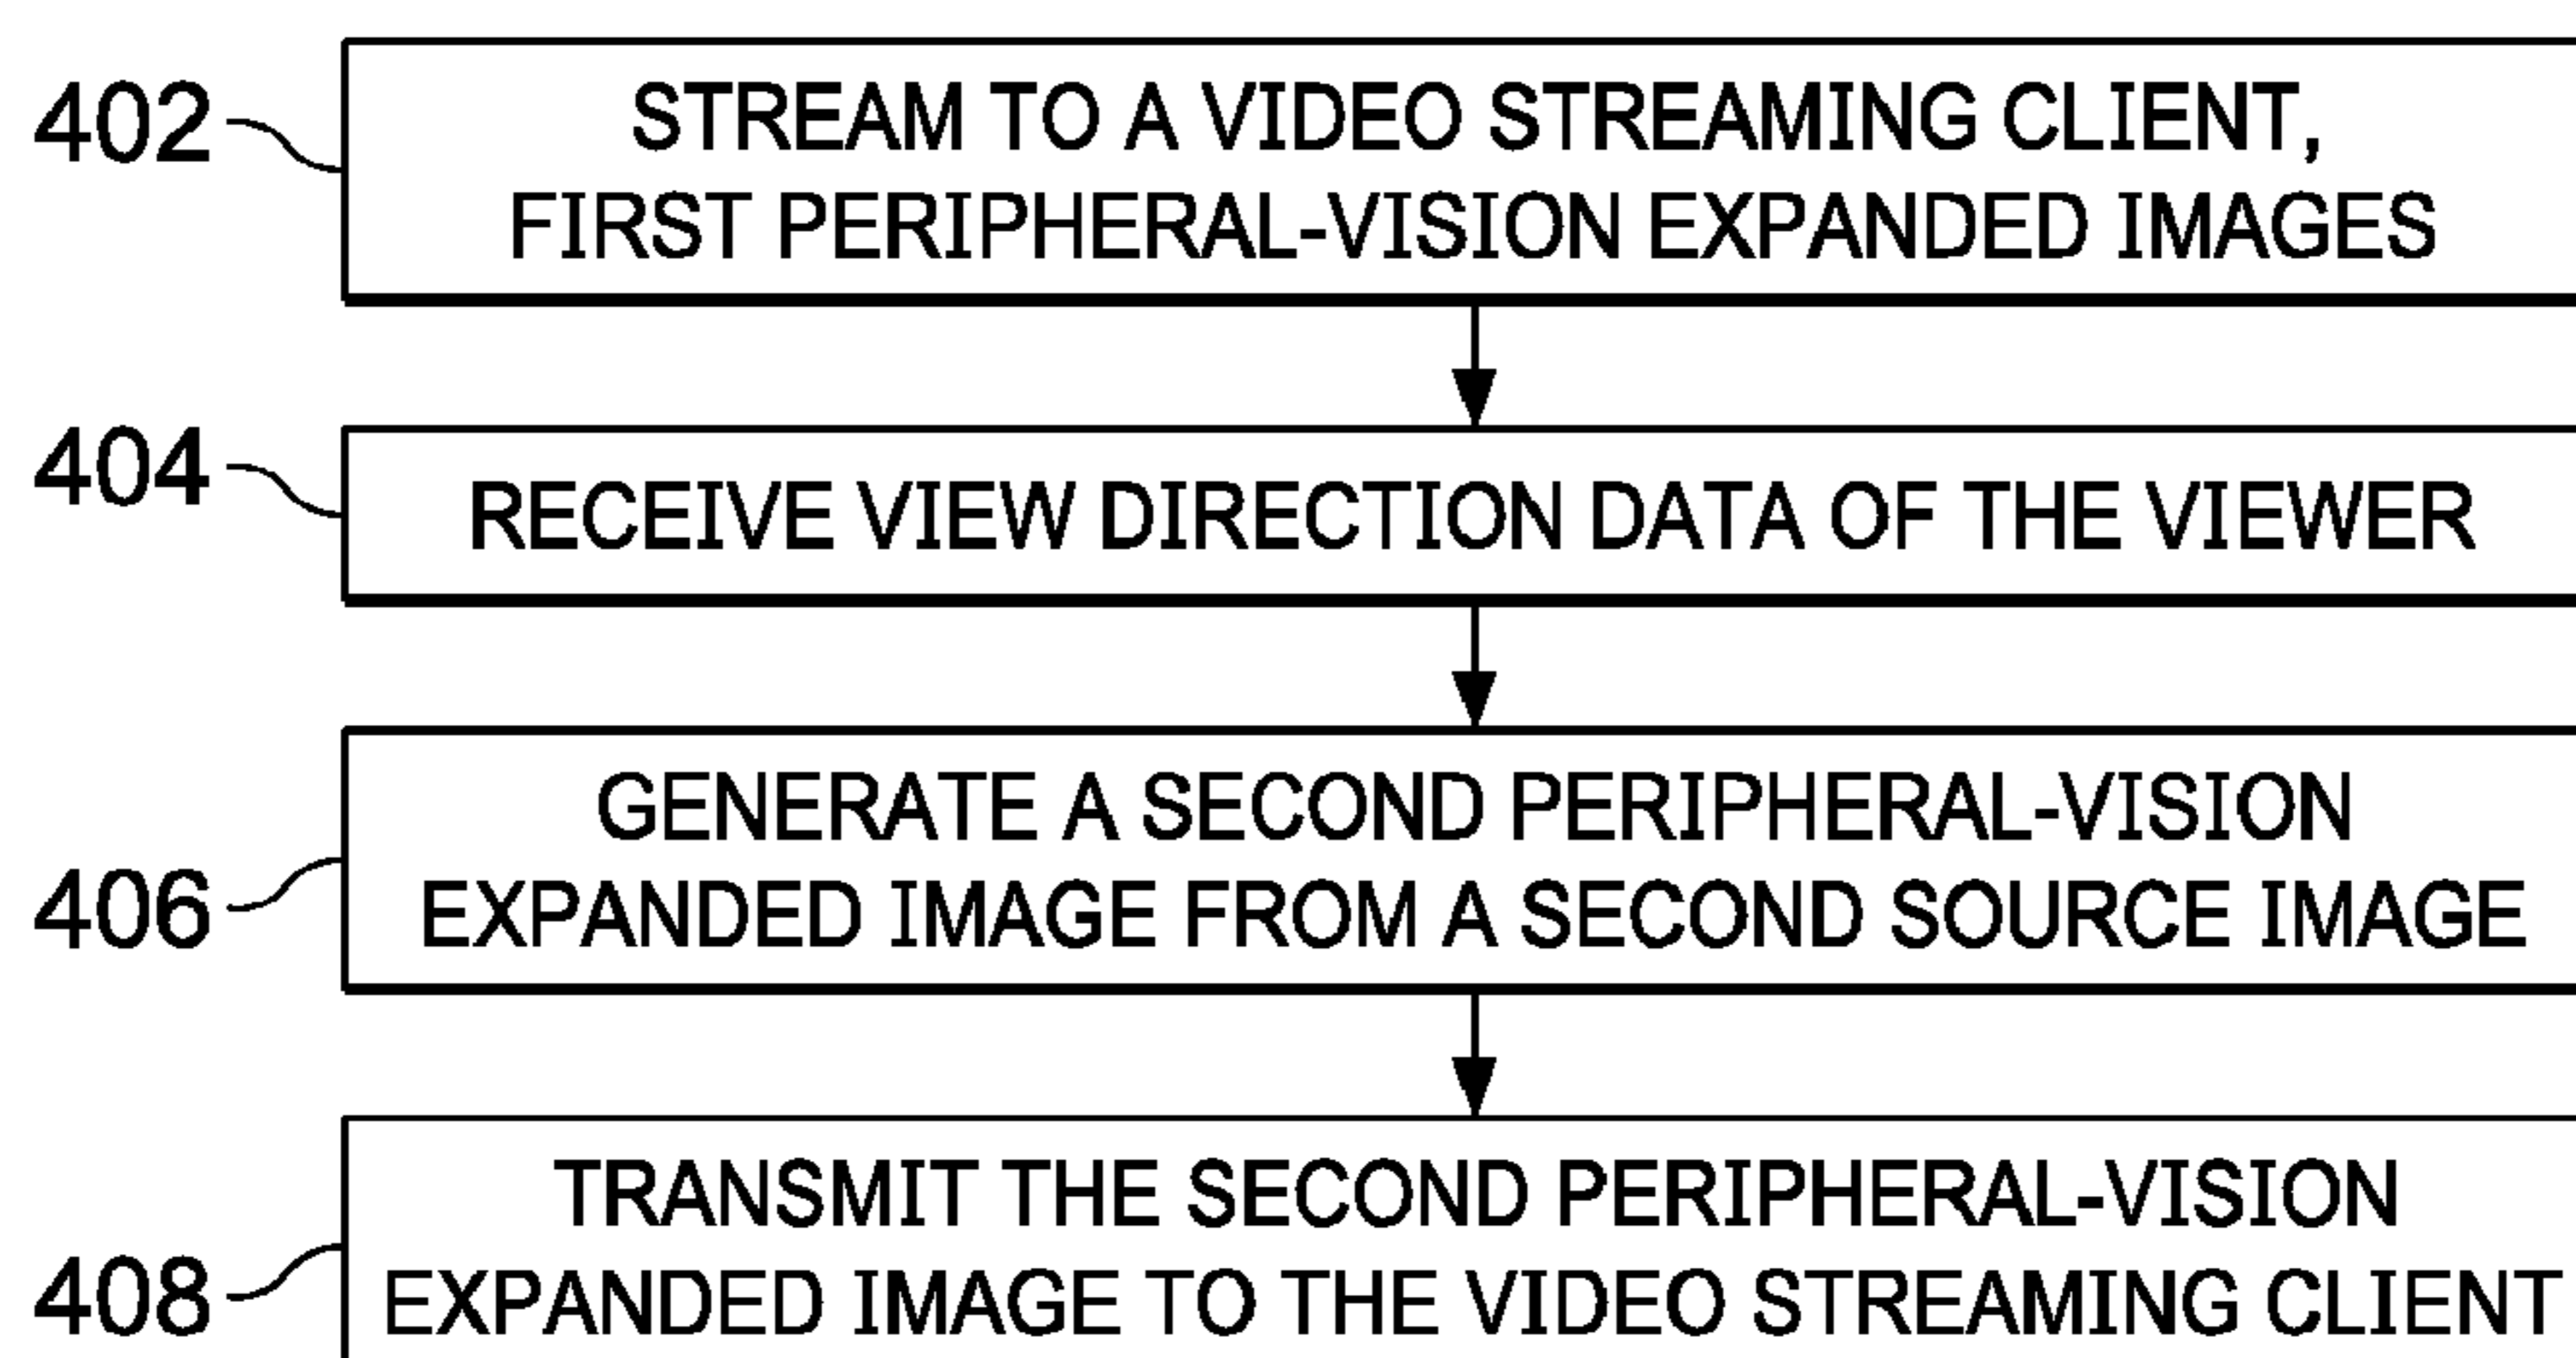 402
STREAM TO A VIDEO STREAMING CLIENT,
FIRST PERIPHERAL-VISION EXPANDED IMAGES
404
RECEIVE VIEW DIRECTION DATA OF THE VIEWER
406
GENERATE A SECOND PERIPHERAL-VISION
EXPANDED IMAGE FROM A SECOND SOURCE IMAGE
408
TRANSMIT THE SECOND PERIPHERAL-VISION
EXPANDED IMAGE TO THE VIDEO STREAMING CLIENT